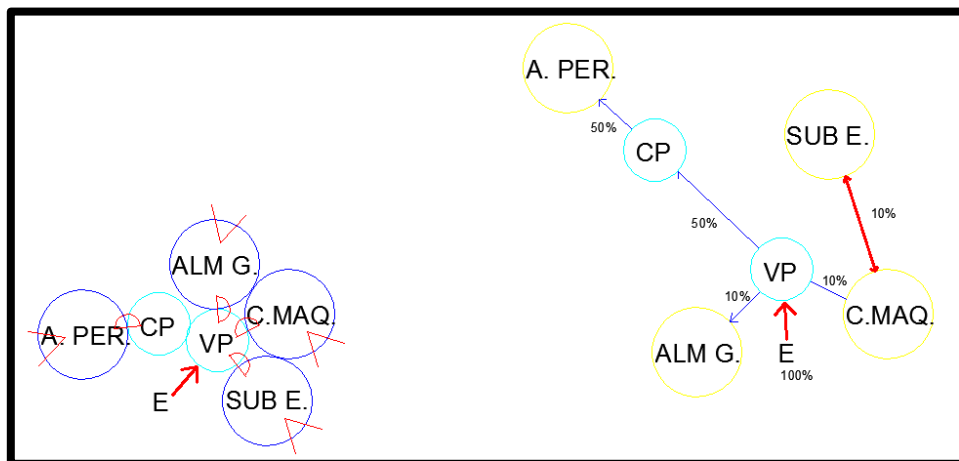 ALM G.
A. PER.
CP
VP
C.MAQ.
SUB E.
E
A. PER.
50%
CP
SUB E.
50%
10%
VP
10%
10%
C.MAQ.
ALM G.
E
100%